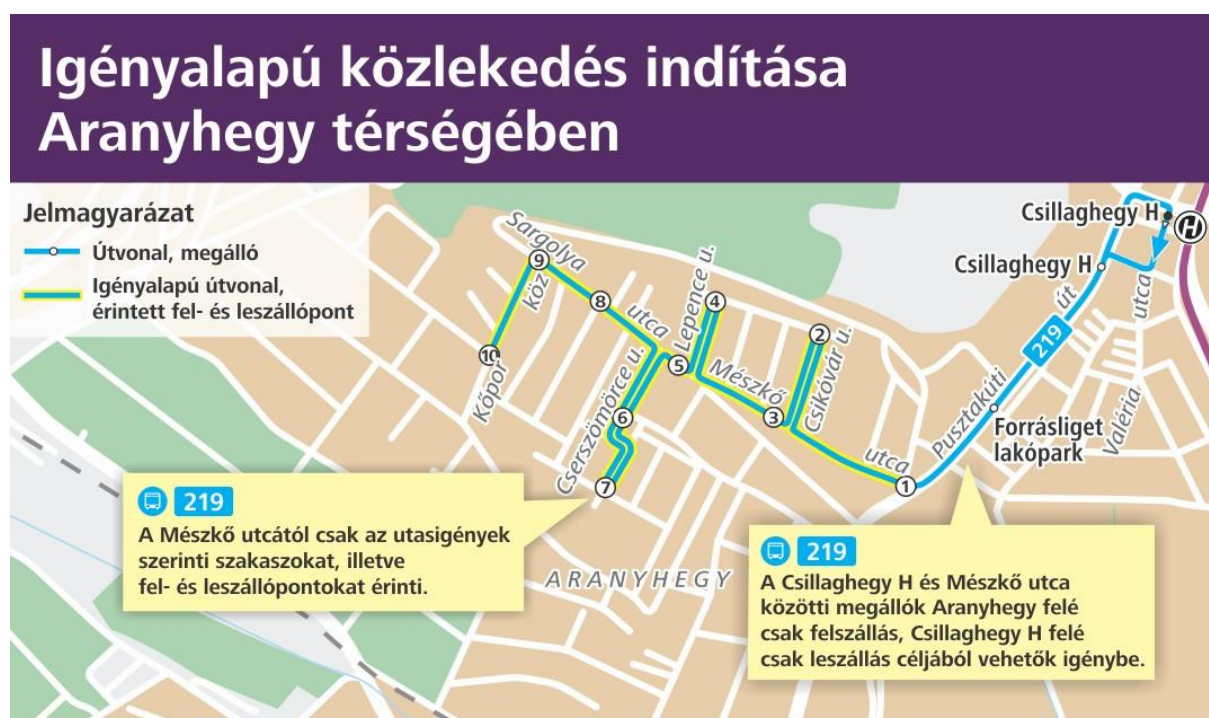 Igényalapú közlekedés indítása
Aranyhegy térségében
Jelmagyarázat
Útvonal, megálló
Igényalapú útvonal,
érintett fel- és leszállópont
Csillaghegy H
H
Csillaghegy H
utca
út
219
Pusztakúti
Valéria
Forrásliget
lakópark
Sargolya
utca
9
köz
8
10
Kőpor
Lepence u.
4
5
2
Csikóvár u.
Mészkő
3
utca
1
Cserszömörce u.
6
7
219
A Mészkő utcától csak az utasigények
szerinti szakaszokat, illetve
fel- és leszállópontokat érinti.
ARANYHEGY
219
A Csillaghegy H és Mészkő utca
közötti megállók Aranyhegy felé
csak felszállás, Csillaghegy H felé
csak leszállás céljából vehetők igénybe.